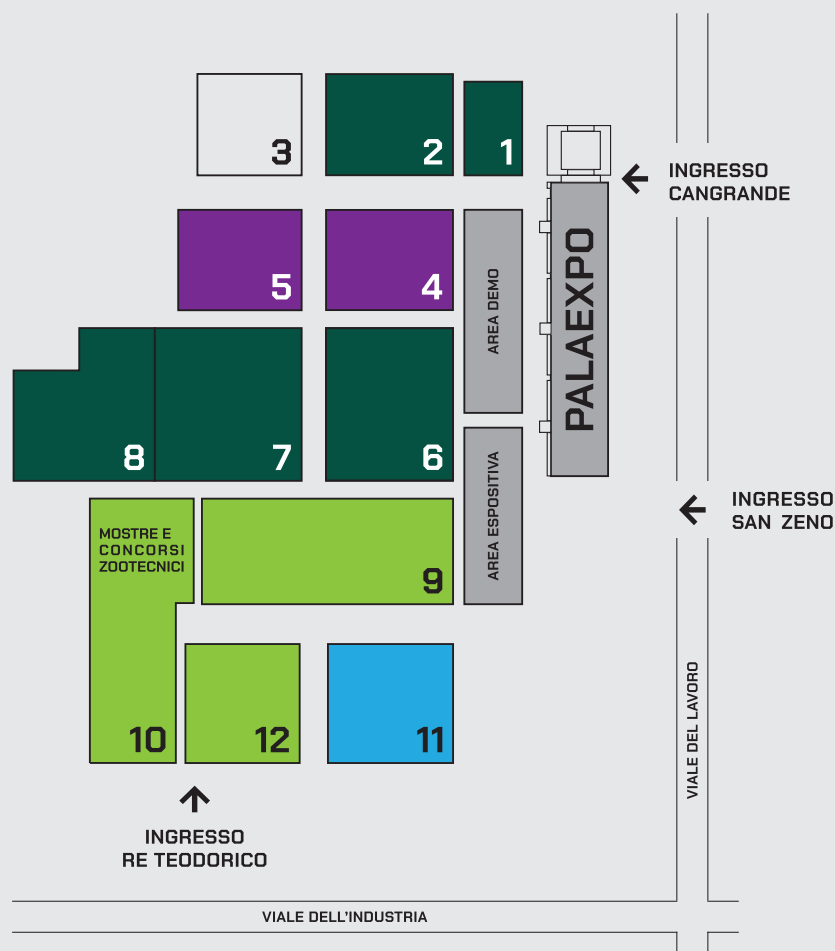 3
2
1
INGRESSO
CANGRANDE
5
4
AREA DEMO
PALAEXPO
8
7
6
AREA ESPOSITIVA
INGRESSO
SAN ZENO
MOSTRE E
CONCORSI
ZOOTECNICI
9
10
12
11
VIALE DEL LAVORO
INGRESSO
RE TEODORICO
VIALE DELL'INDUSTRIA